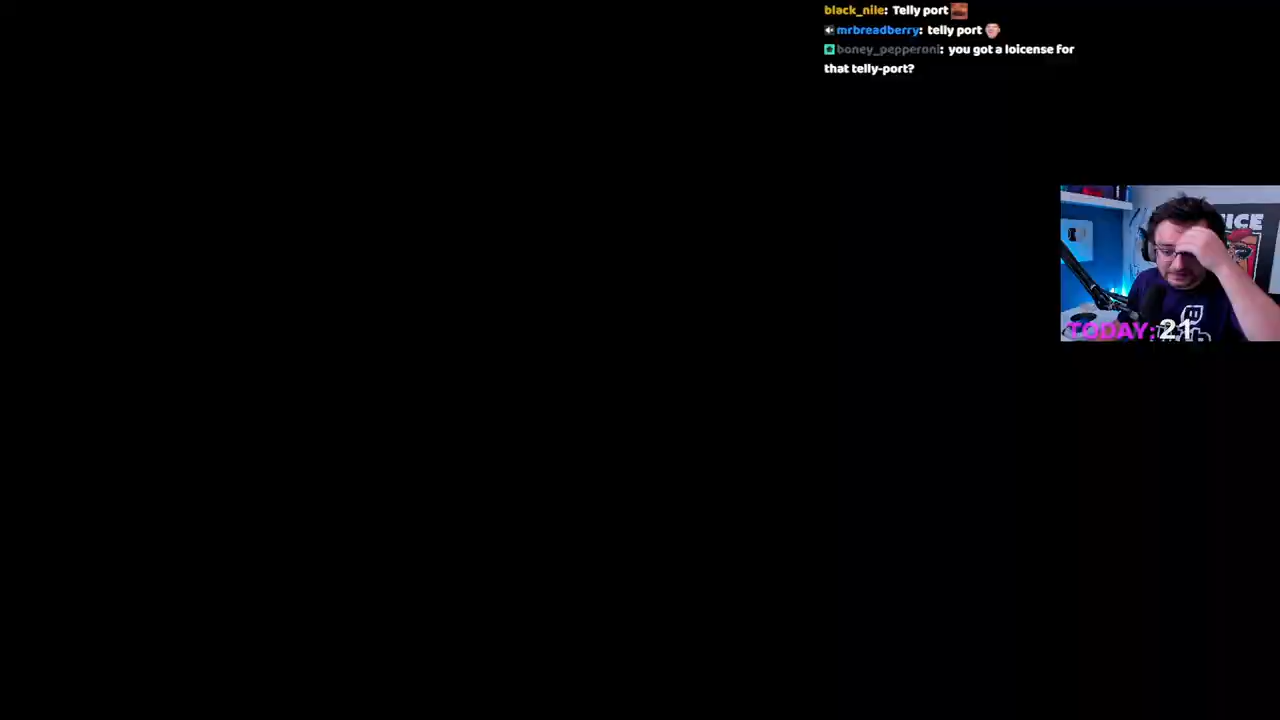 black_nile: Telly port
mrbreadberry: telly port
boney_pepperoni: you got a loicense for
that telly-port?
TODAY: 21